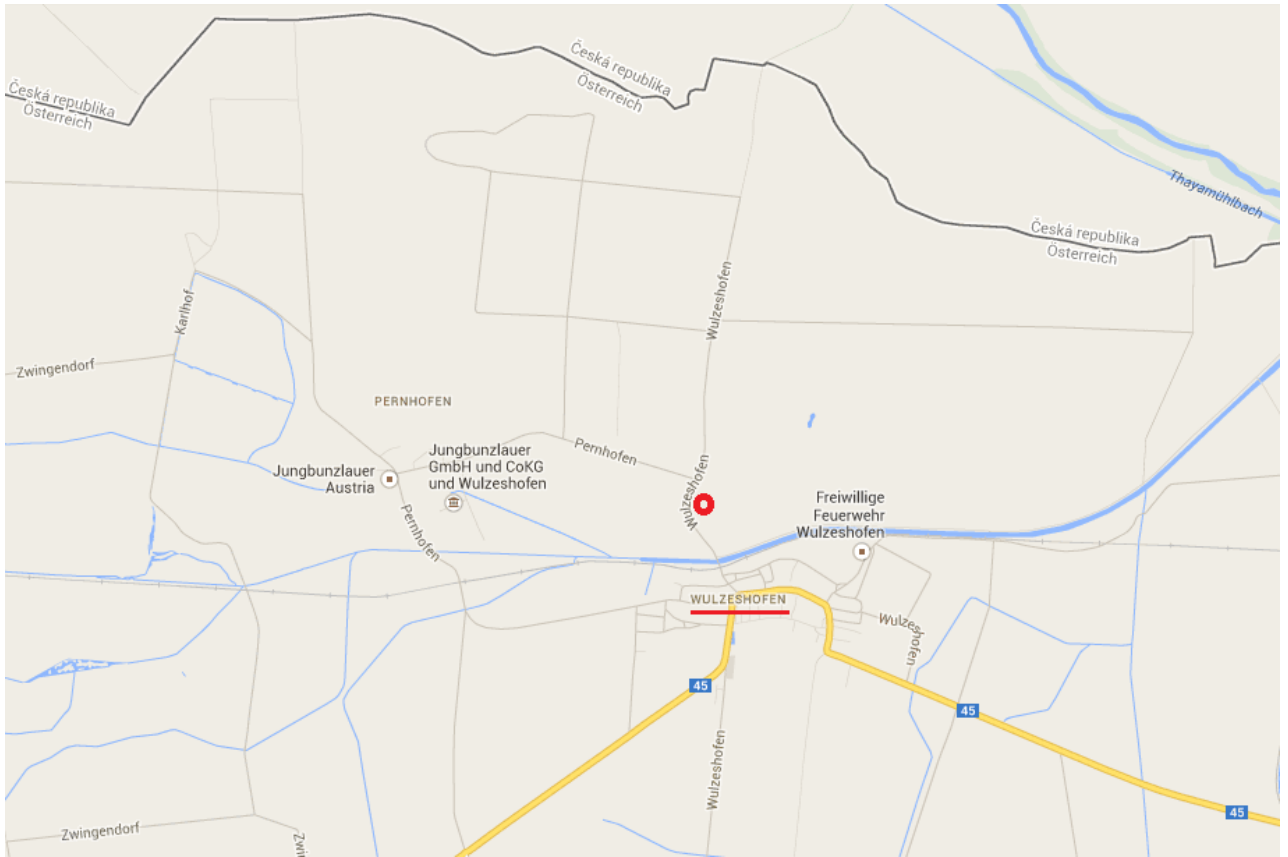 Česká republika
Österreich
Česká republika
Österreich
Thayamühlbach
Česká republika
Österreich
Wulzeshofen
Karlhof
Zwingendorf
PERNHOFEN
Pernhofen
Jungbunzlauer
GmbH und CoKG
und Wulzeshofen
Jungbunzlauer
Austria
Wulzeshofen
Freiwillige
Feuerwehr
Wulzeshofen
Pernhofen
WULZESHOFEN
Wulzeshofen
45
45
Wulzeshofen
45
Zwingendorf
Zwi